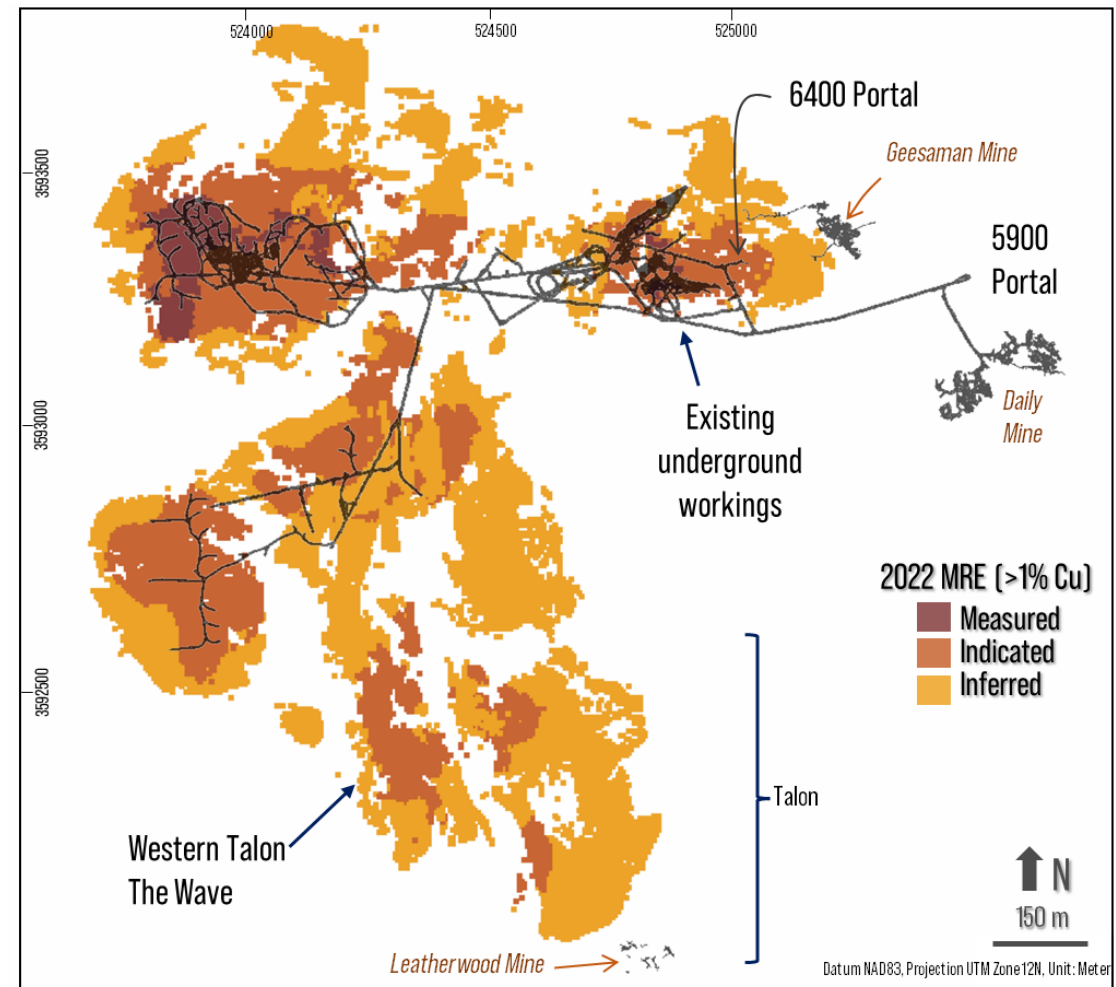 524000
524500
525000
6400 Portal
Geesaman Mine
3593500
5900
Portal
Daily
Mine
Existing
underground
workings
3593000
2022 MRE (>1% Cu)
Measured
Indicated
Inferred
3592500
Talon
Western Talon
The Wave
N
150 m
Leatherwood Mine
Datum NAD83, Projection UTM Zone 12N, Unit: Meter